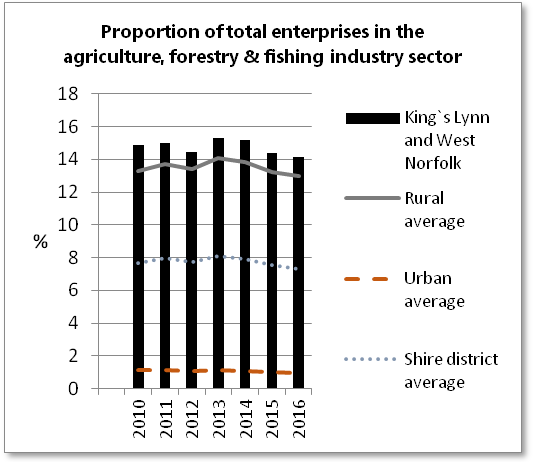 Proportion of total enterprises in the
agriculture, forestry & fishing industry sector
18
16
14
12
10
8
6
4
2
0
%
2010
2011
2012
2013
2014
2015
2016
King`s Lynn
and West
Norfolk
Rural
average
Urban
average
Shire district
average